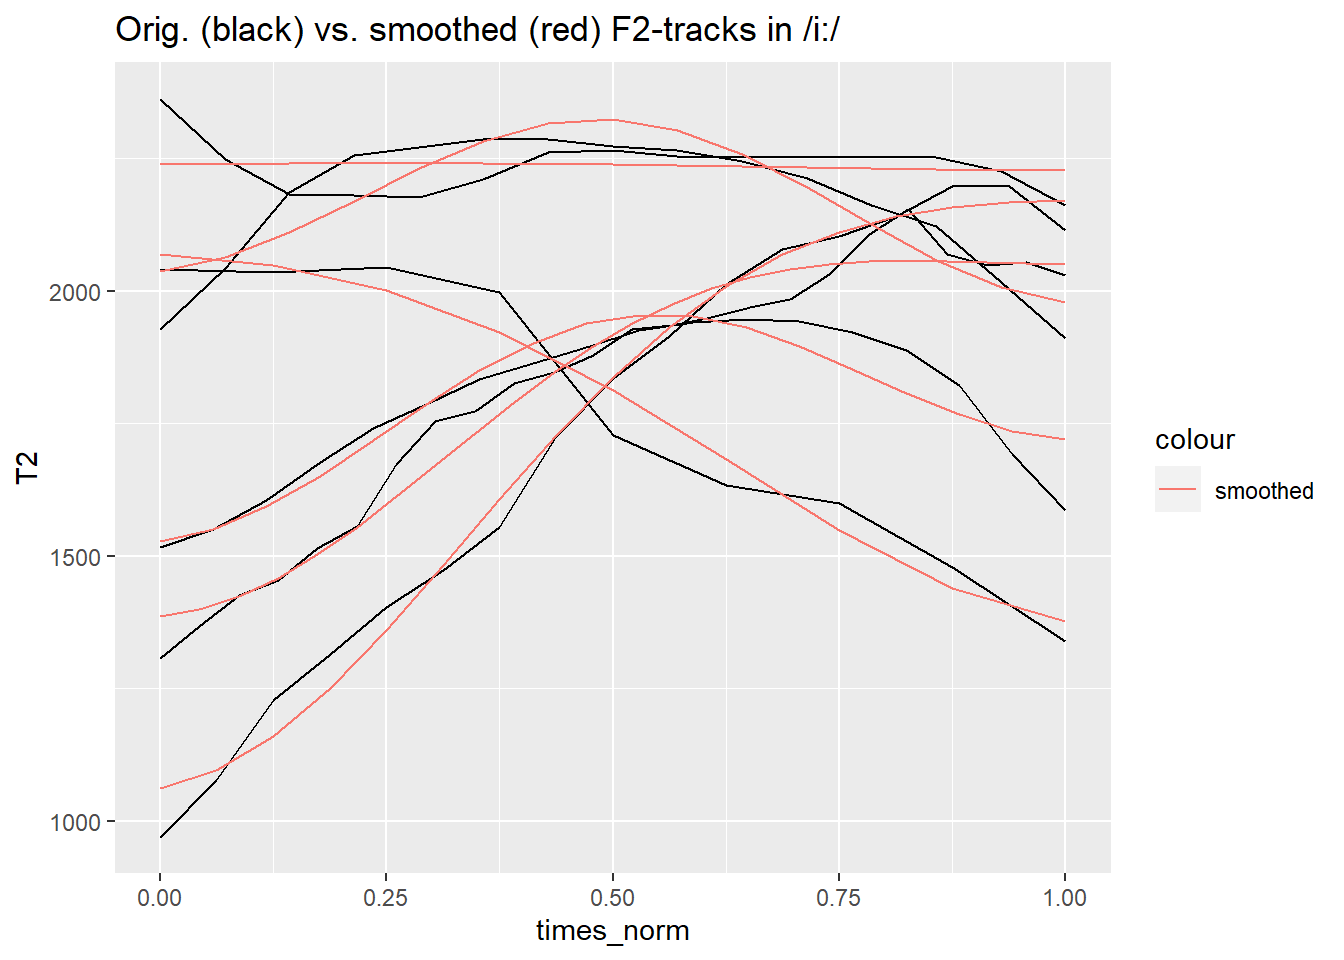 Orig. (black) vs. smoothed (red) F2-tracks in /i:/
T2
2000
1500
1000
0.00 0.25 0.50 0.75 1.00
times_norm
colour
smoothed